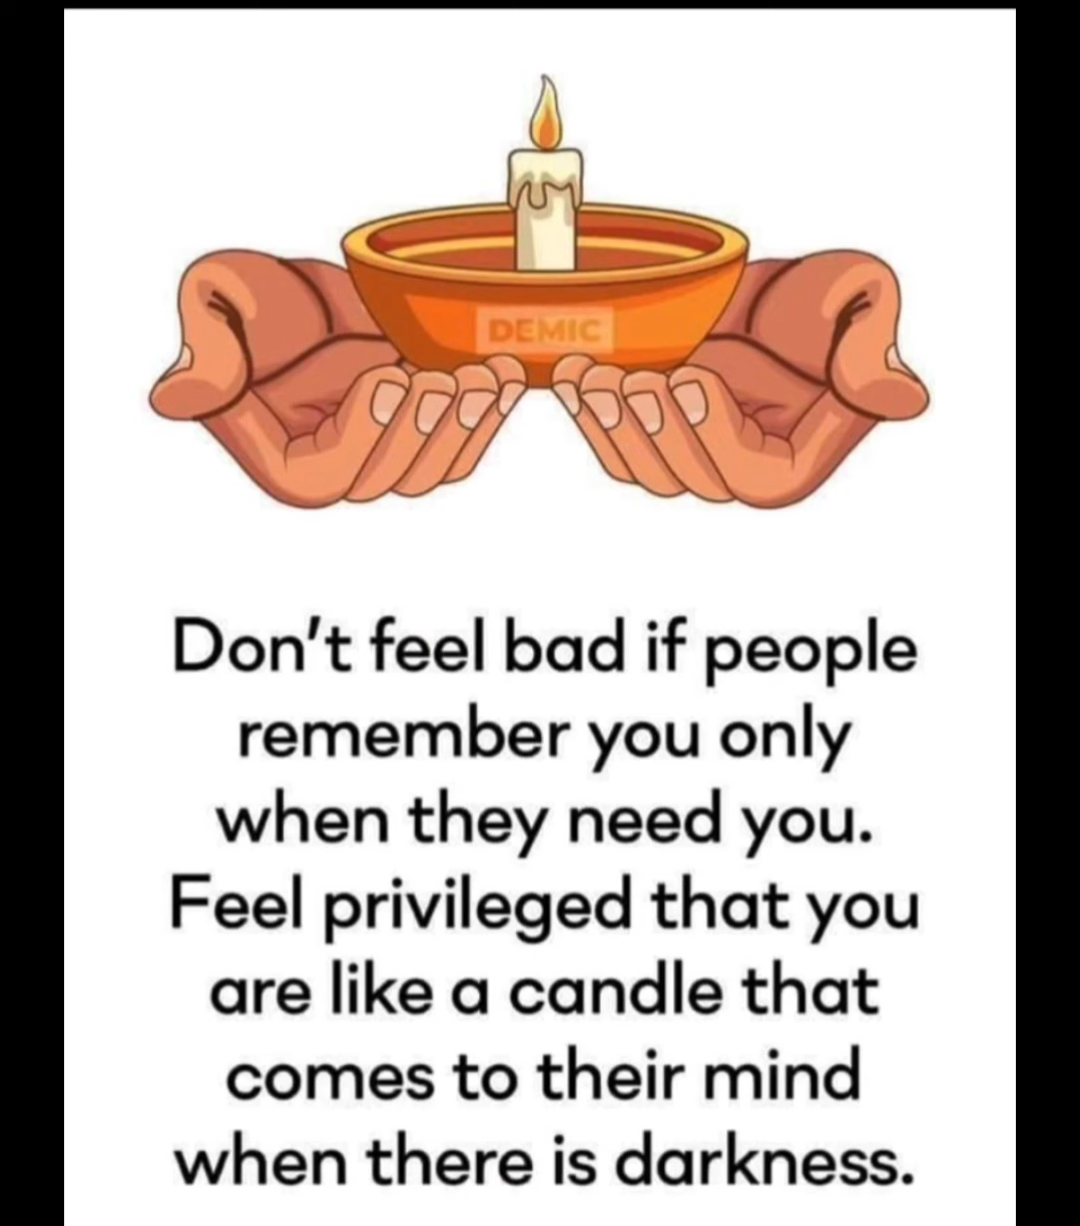 DEMIC
Don't feel bad if people
remember you only
when they need you.
Feel privileged that you
are like a candle that
comes to their mind
when there is darkness.